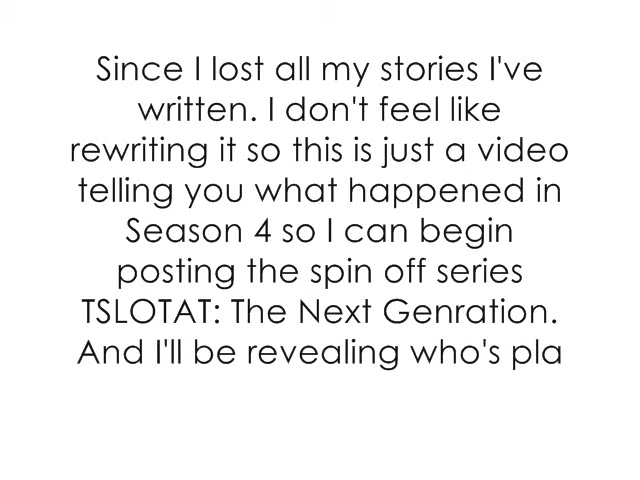 Since I lost all my stories I've
written. I don't feel like
rewriting it so this is just a video
telling you what happened in
Season 4 so I can begin
posting the spin off series
TSLOTAT: The Next Genration.
And I'll be revealing who's pla